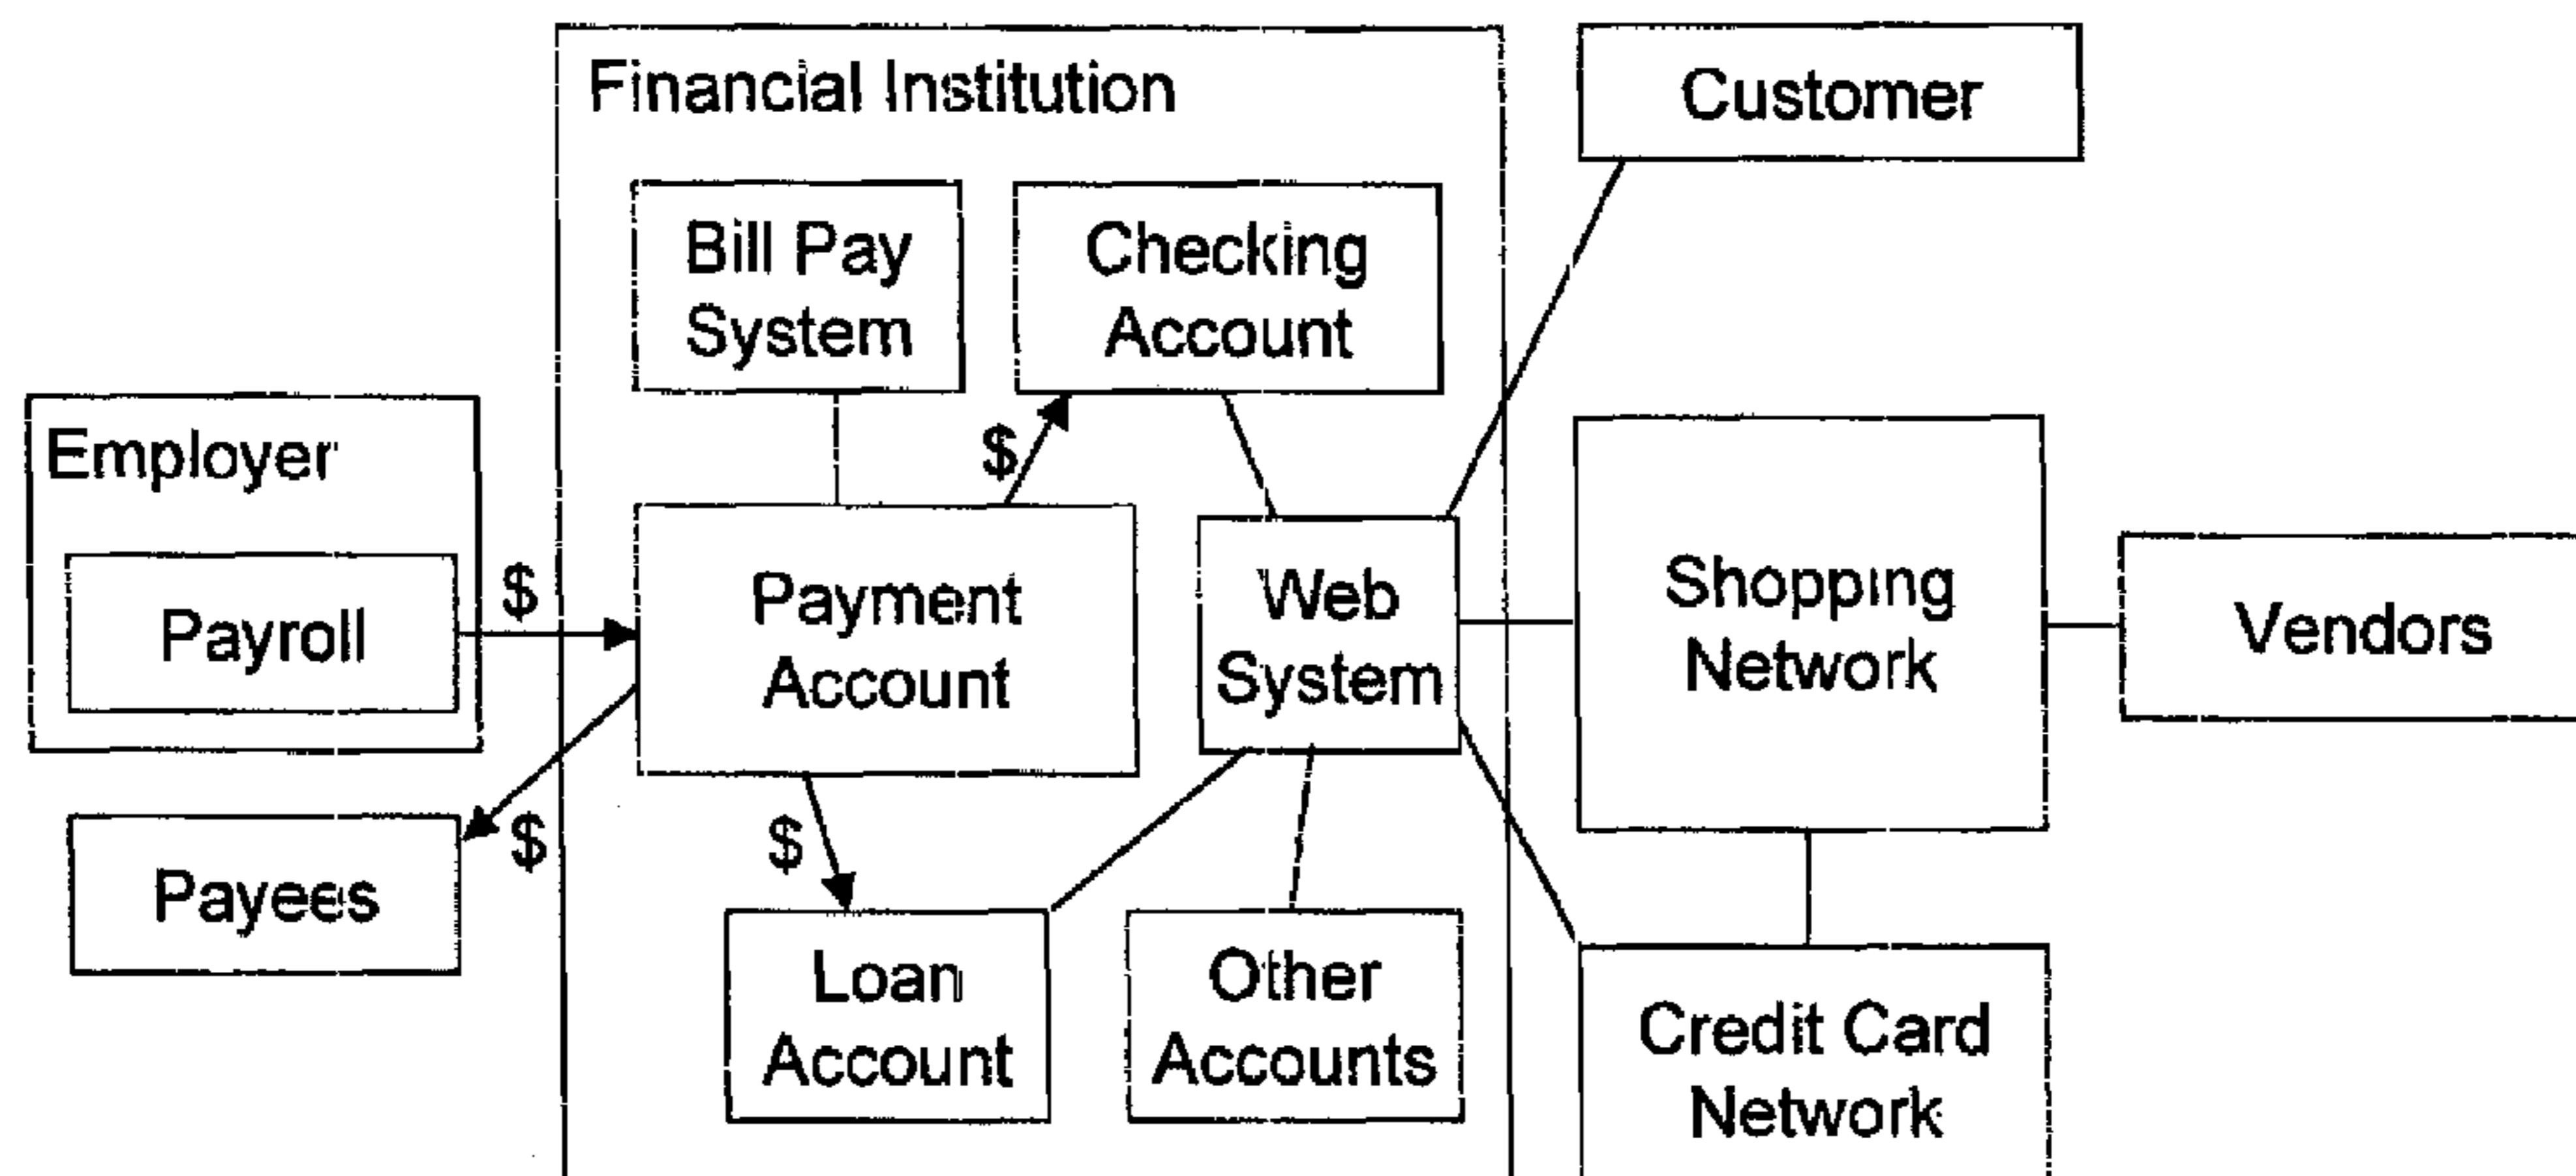 Financial Institution
Customer
Bill Pay
System
Checking
Account
Employer
$
Payroll
$
Payment
Account
Web
System
Shopping
Network
Vendors
Payees
$
$
Loan
Account
Other
Accounts
Credit Card
Network